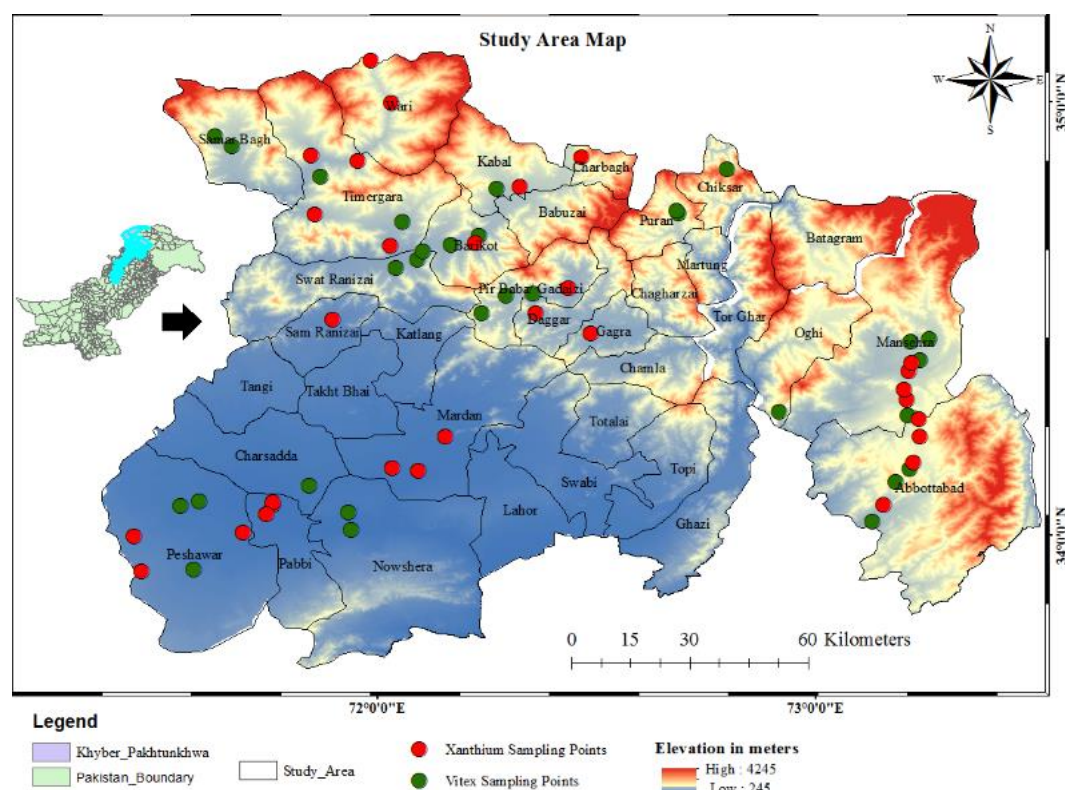 Study Area Map
N
W
E
S
35°0'0"N
34°0'0"N
Wari
Samar Bagh
Kabal
Charbagh
Chiksar
Timergara
Babuzai
Puran
Batagram
Barikot
Martung
Swat Ranizai
Pir Baba/ Gadaizi
Chagharzai
Tor Ghar
Sam Ranizai
Katlang
Daggar
Gagra
Oghi
Mansehra
Chamla
Tangi
Takht Bhai
Mardan
Totalai
Charsadda
Topi
Swabi
Abbottabad
Lahor
Ghazi
Peshawar
Pabbi
Nowshera
0 15 30 60 Kilometers
72°0'0"E
73°0'0"E
Legend
Khyber_Pakhtunkhwa
Pakistan_Boundary
Study_Area
Xanthium Sampling Points
Vitex Sampling Points
Elevation in meters
High : 4245
Low : 245